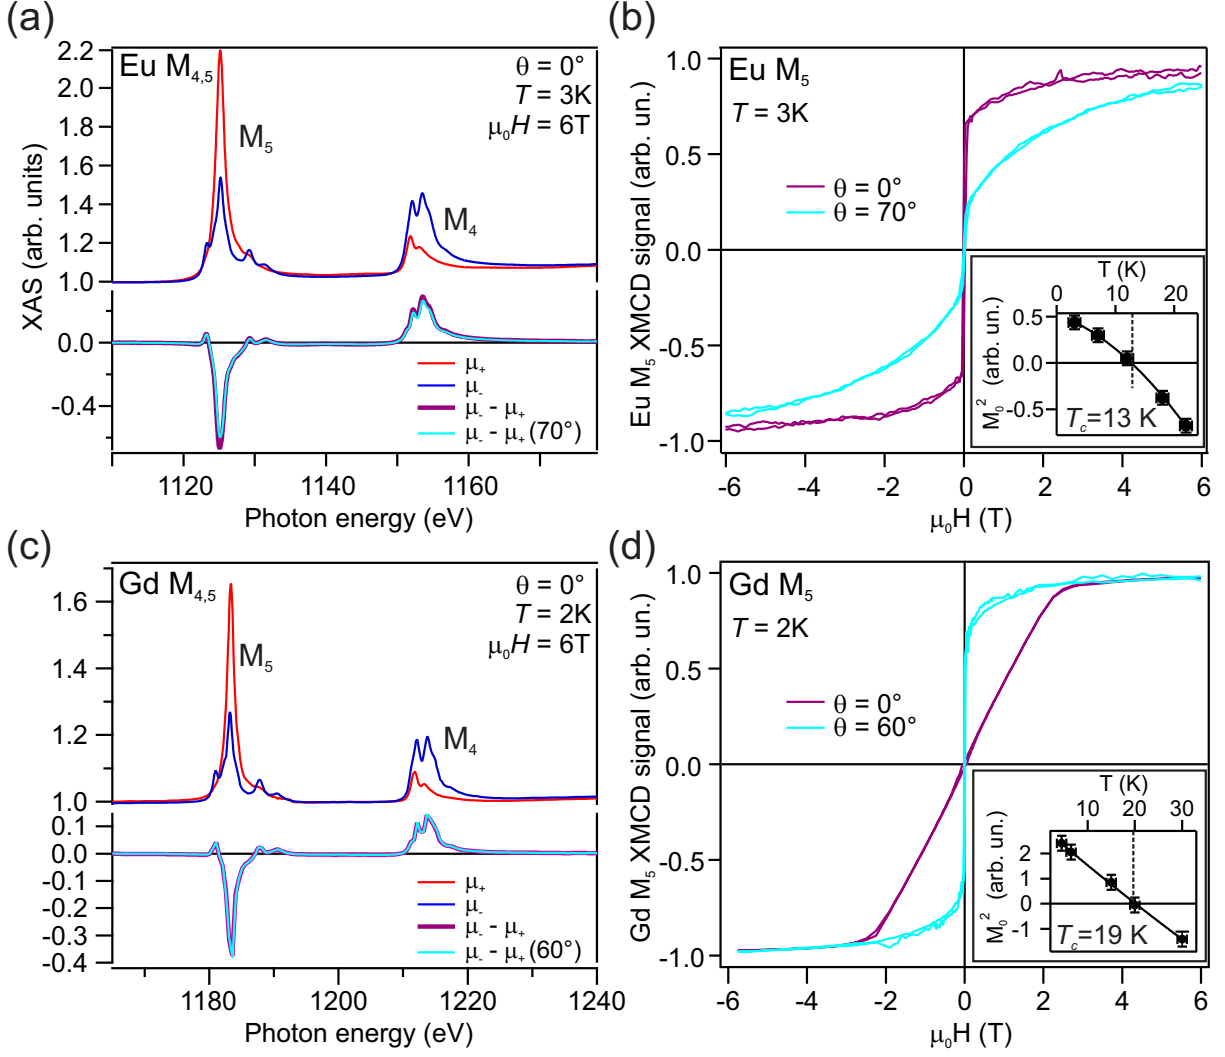 (a)
Eu M4,5
θ = 0°
T = 3K
μ0H = 6T
M5
M4
2.2
2.0
1.8
1.6
1.4
1.2
1.0
0.0
-0.4
XAS (arb. units)
μ+
μ-
μ- - μ+
μ- - μ+ (70°)
1120
1140
1160
Photon energy (eV)
(b)
Eu M5
T = 3K
θ = 0°
θ = 70°
1.0
0.5
0.0
-0.5
-1.0
Eu M5 XMCD signal (arb. un.)
T (K)
0
10
20
0.5
0.0
-0.5
M0² (arb. un.)
Tc=13 K
-6
-4
-2
0
2
4
6
μ0H (T)
(c)
Gd M4,5
θ = 0°
T = 2K
μ0H = 6T
M5
M4
1.6
1.4
1.2
1.0
0.1
0.0
-0.1
-0.2
-0.3
-0.4
μ+
μ-
μ- - μ+
μ- - μ+ (60°)
1180
1200
1220
1240
Photon energy (eV)
(d)
Gd M5
T = 2K
θ = 0°
θ = 60°
1.0
0.5
0.0
-0.5
-1.0
Gd M5 XMCD signal (arb. un.)
T (K)
10
20
30
2
1
0
-1
M0² (arb. un.)
Tc=19 K
-6
-4
-2
0
2
4
6
μ0H (T)